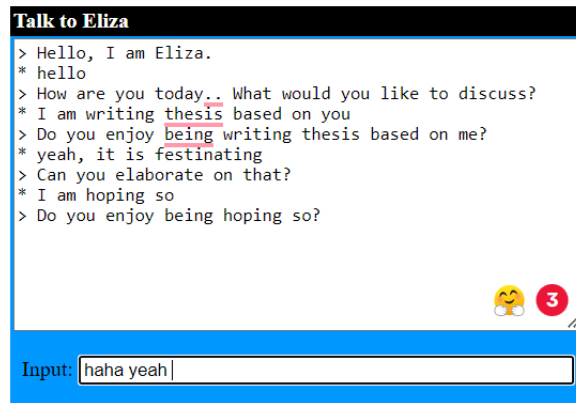 Talk to Eliza
> Hello, I am Eliza.
* hello
> How are you today.. What would you like to discuss?
* I am writing thesis based on you
> Do you enjoy being writing thesis based on me?
* yeah, it is festinating
> Can you elaborate on that?
* I am hoping so
> Do you enjoy being hoping so?
3
Input: haha yeah